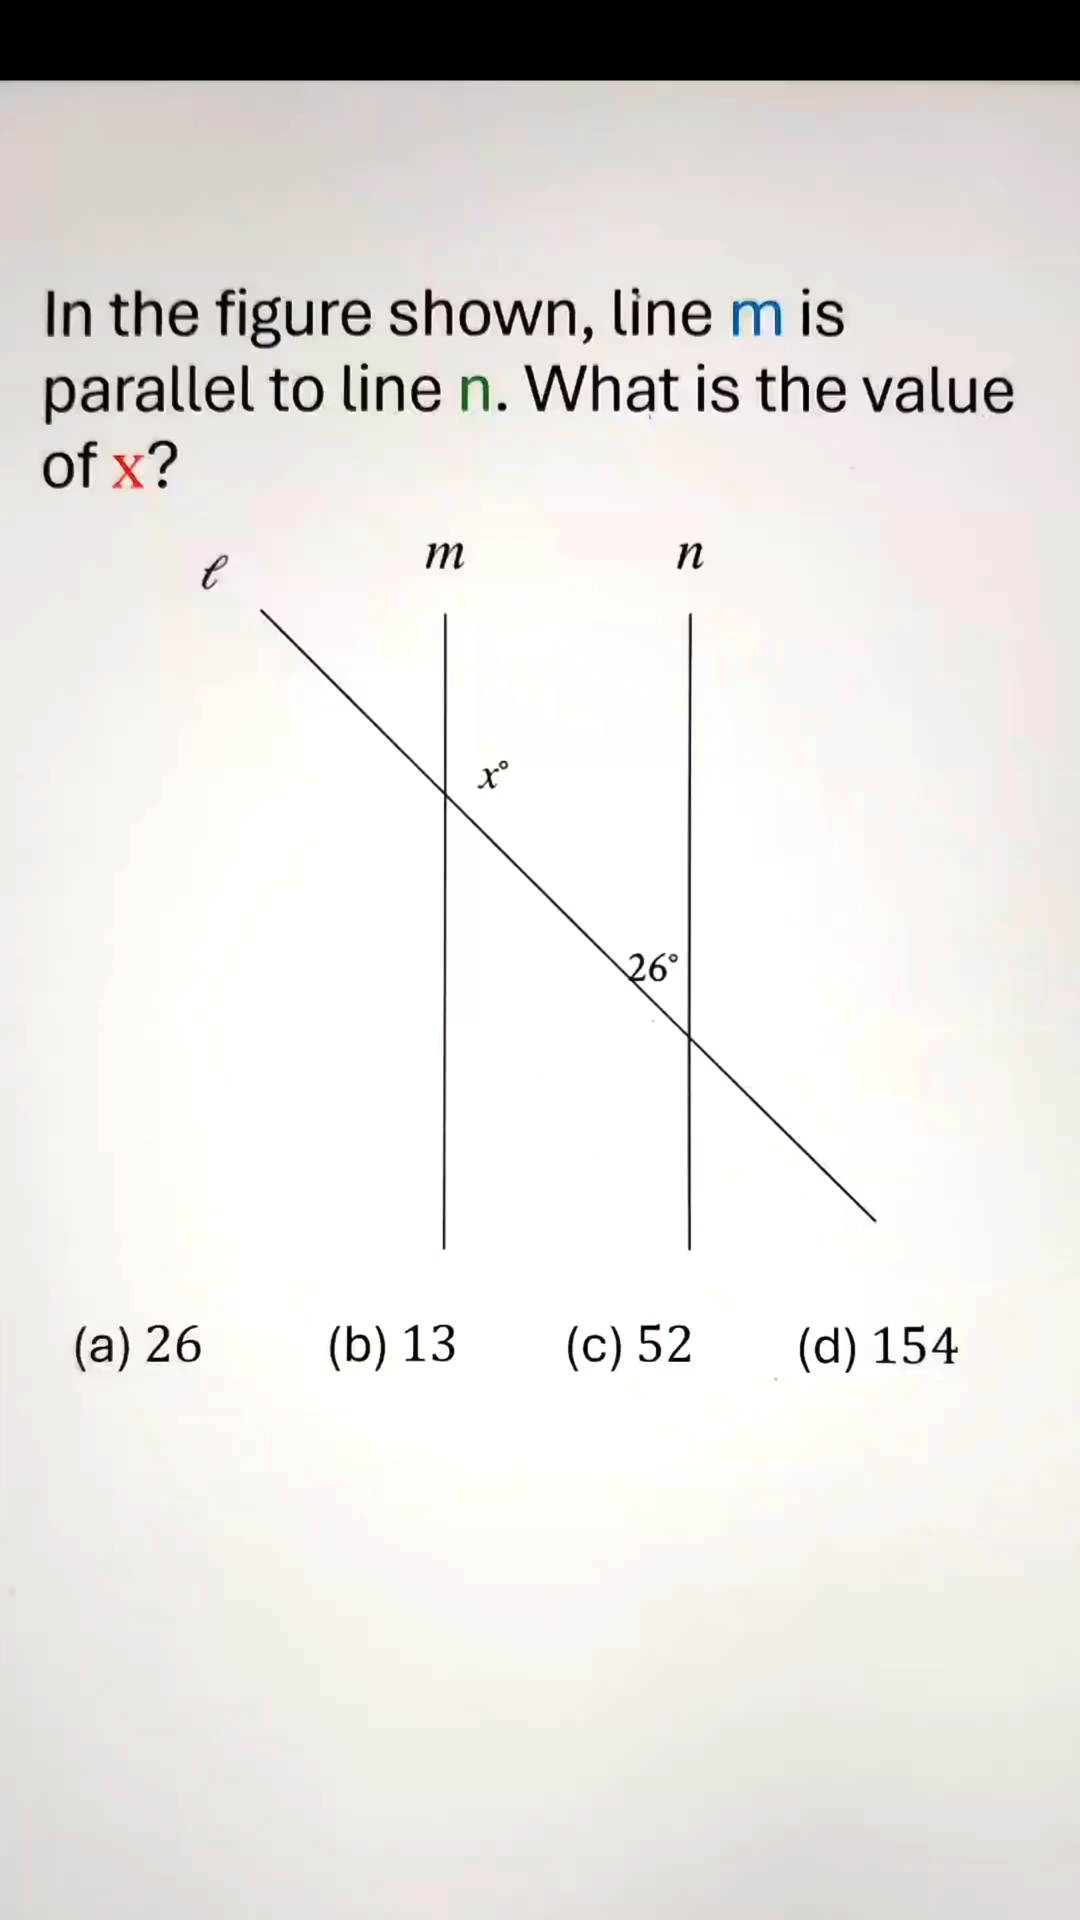 In the figure shown, line m is
parallel to line n. What is the value
of x?
ℓ m n
x°
26°
(a) 26 (b) 13 (c) 52 (d) 154